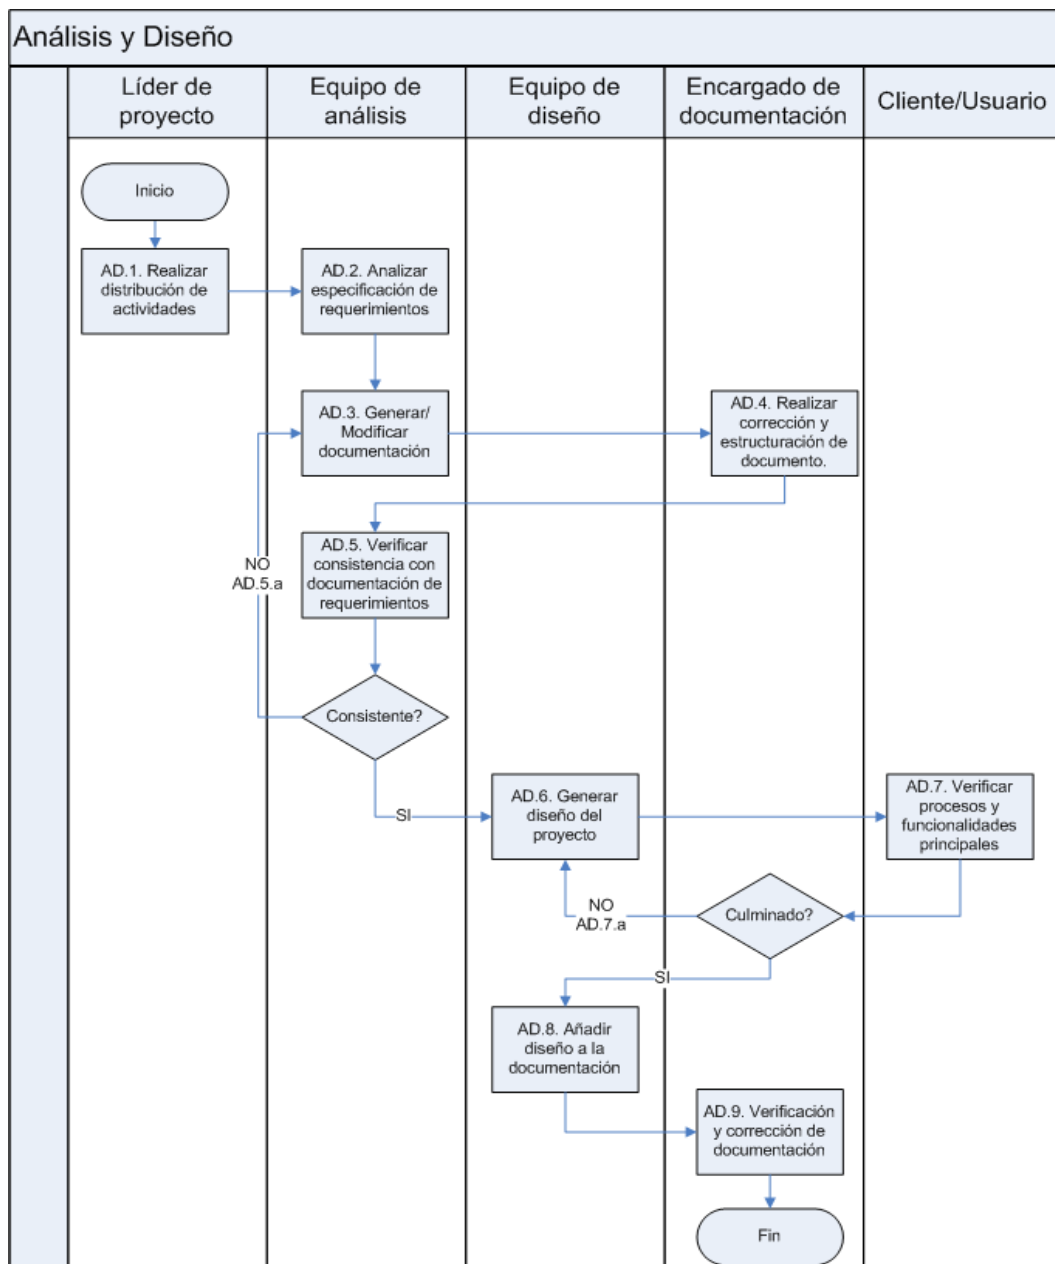 Análisis y Diseño
Líder de
proyecto
Equipo de
análisis
Equipo de
diseño
Encargado de
documentación
Cliente/Usuario
Inicio
AD.1. Realizar
distribución de
actividades
AD.2. Analizar
especificación de
requerimientos
AD.3. Generar/
Modificar
documentación
AD.4. Realizar
corrección y
estructuración de
documento.
AD.5. Verificar
consistencia con
documentación de
requerimientos
NO
AD.5.a
Consistente?
SI
AD.6. Generar
diseño del
proyecto
AD.7. Verificar
procesos y
funcionalidades
principales
NO
AD.7.a
Culminado?
SI
AD.8. Añadir
diseño a la
documentación
AD.9. Verificación
y corrección de
documentación
Fin